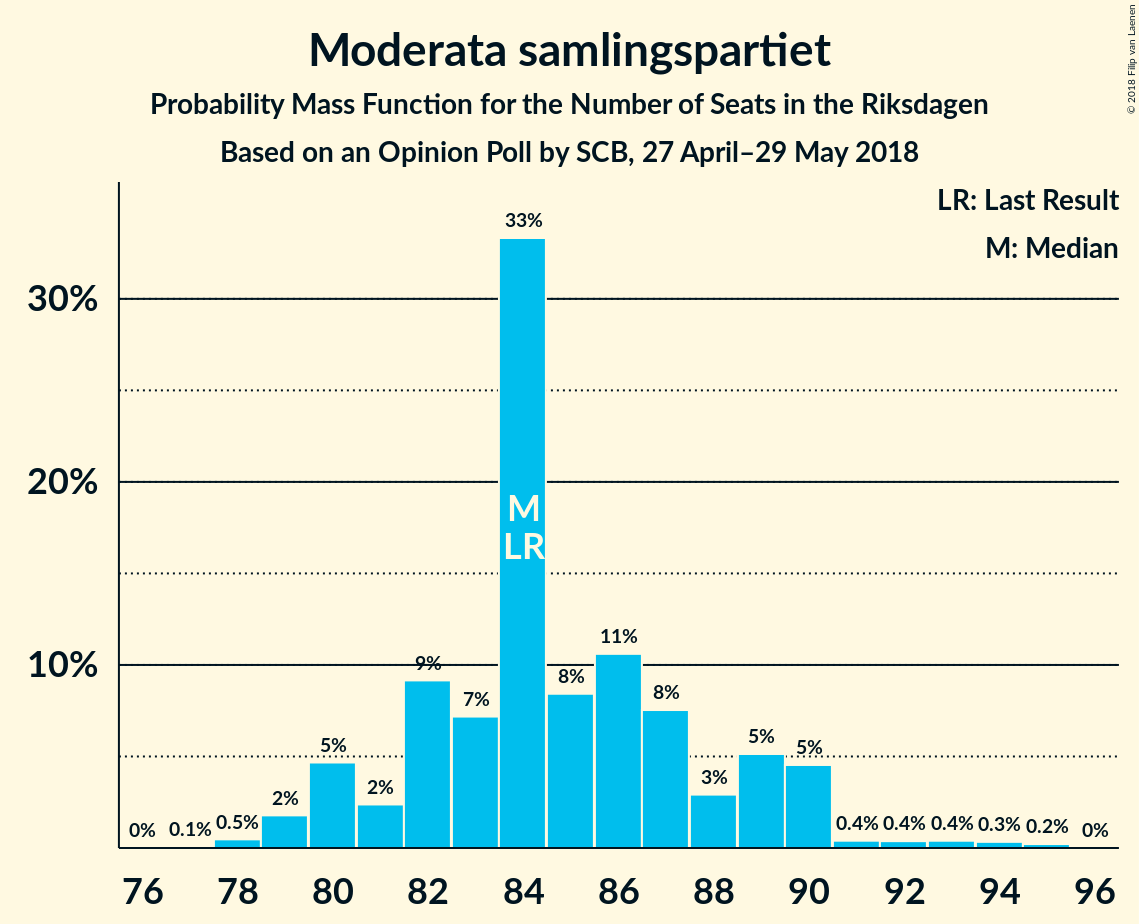 Moderata samlingspartiet
Probability Mass Function for the Number of Seats in the Riksdagen
Based on an Opinion Poll by SCB, 27 April–29 May 2018
© 2018 Filip van Laenen
LR: Last Result
M: Median
30%
20%
10%
0%
0.1%
0.5%
2%
5%
2%
9%
7%
33%
M
LR
8%
11%
8%
3%
5%
5%
0.4%
0.4%
0.4%
0.3%
0.2%
0%
76 78 80 82 84 86 88 90 92 94 96